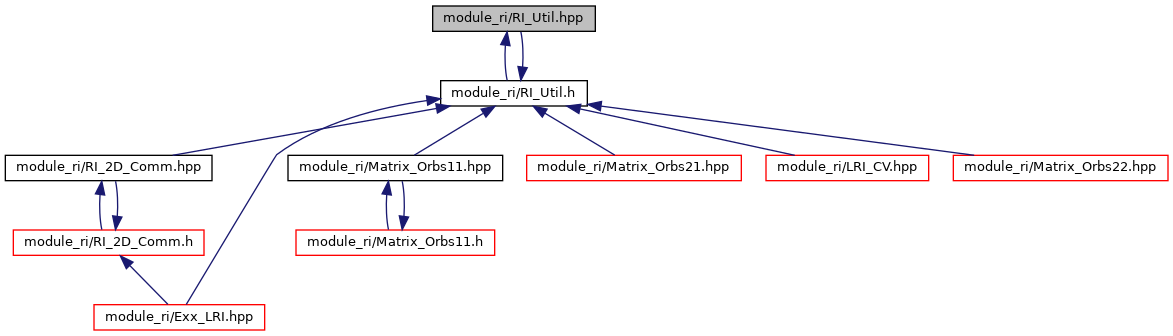 module_ri/RI_Util.hpp
module_ri/RI_Util.h
module_ri/RI_2D_Comm.hpp
module_ri/Matrix_Orbs11.hpp
module_ri/Matrix_Orbs21.hpp
module_ri/LRI_CV.hpp
module_ri/Matrix_Orbs22.hpp
module_ri/RI_2D_Comm.h
module_ri/Matrix_Orbs11.h
module_ri/Exx_LRI.hpp